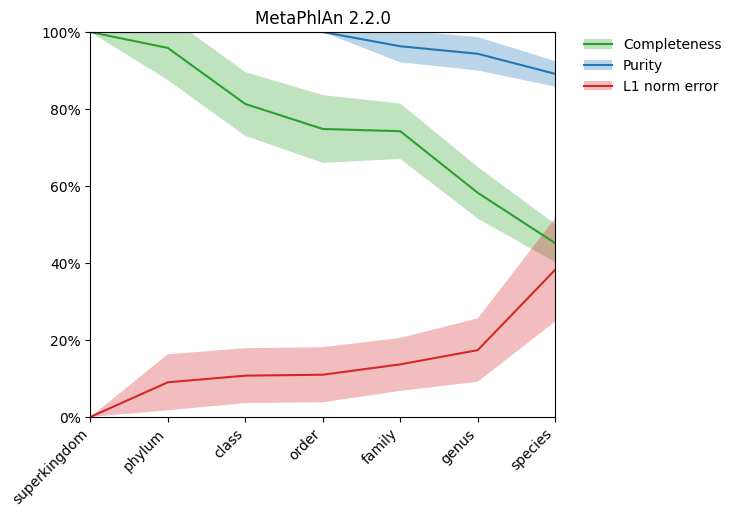 MetaPhlAn 2.2.0
100%
80%
60%
40%
20%
0%
superkingdom
phylum
class
order
family
genus
species
Completeness
Purity
L1 norm error